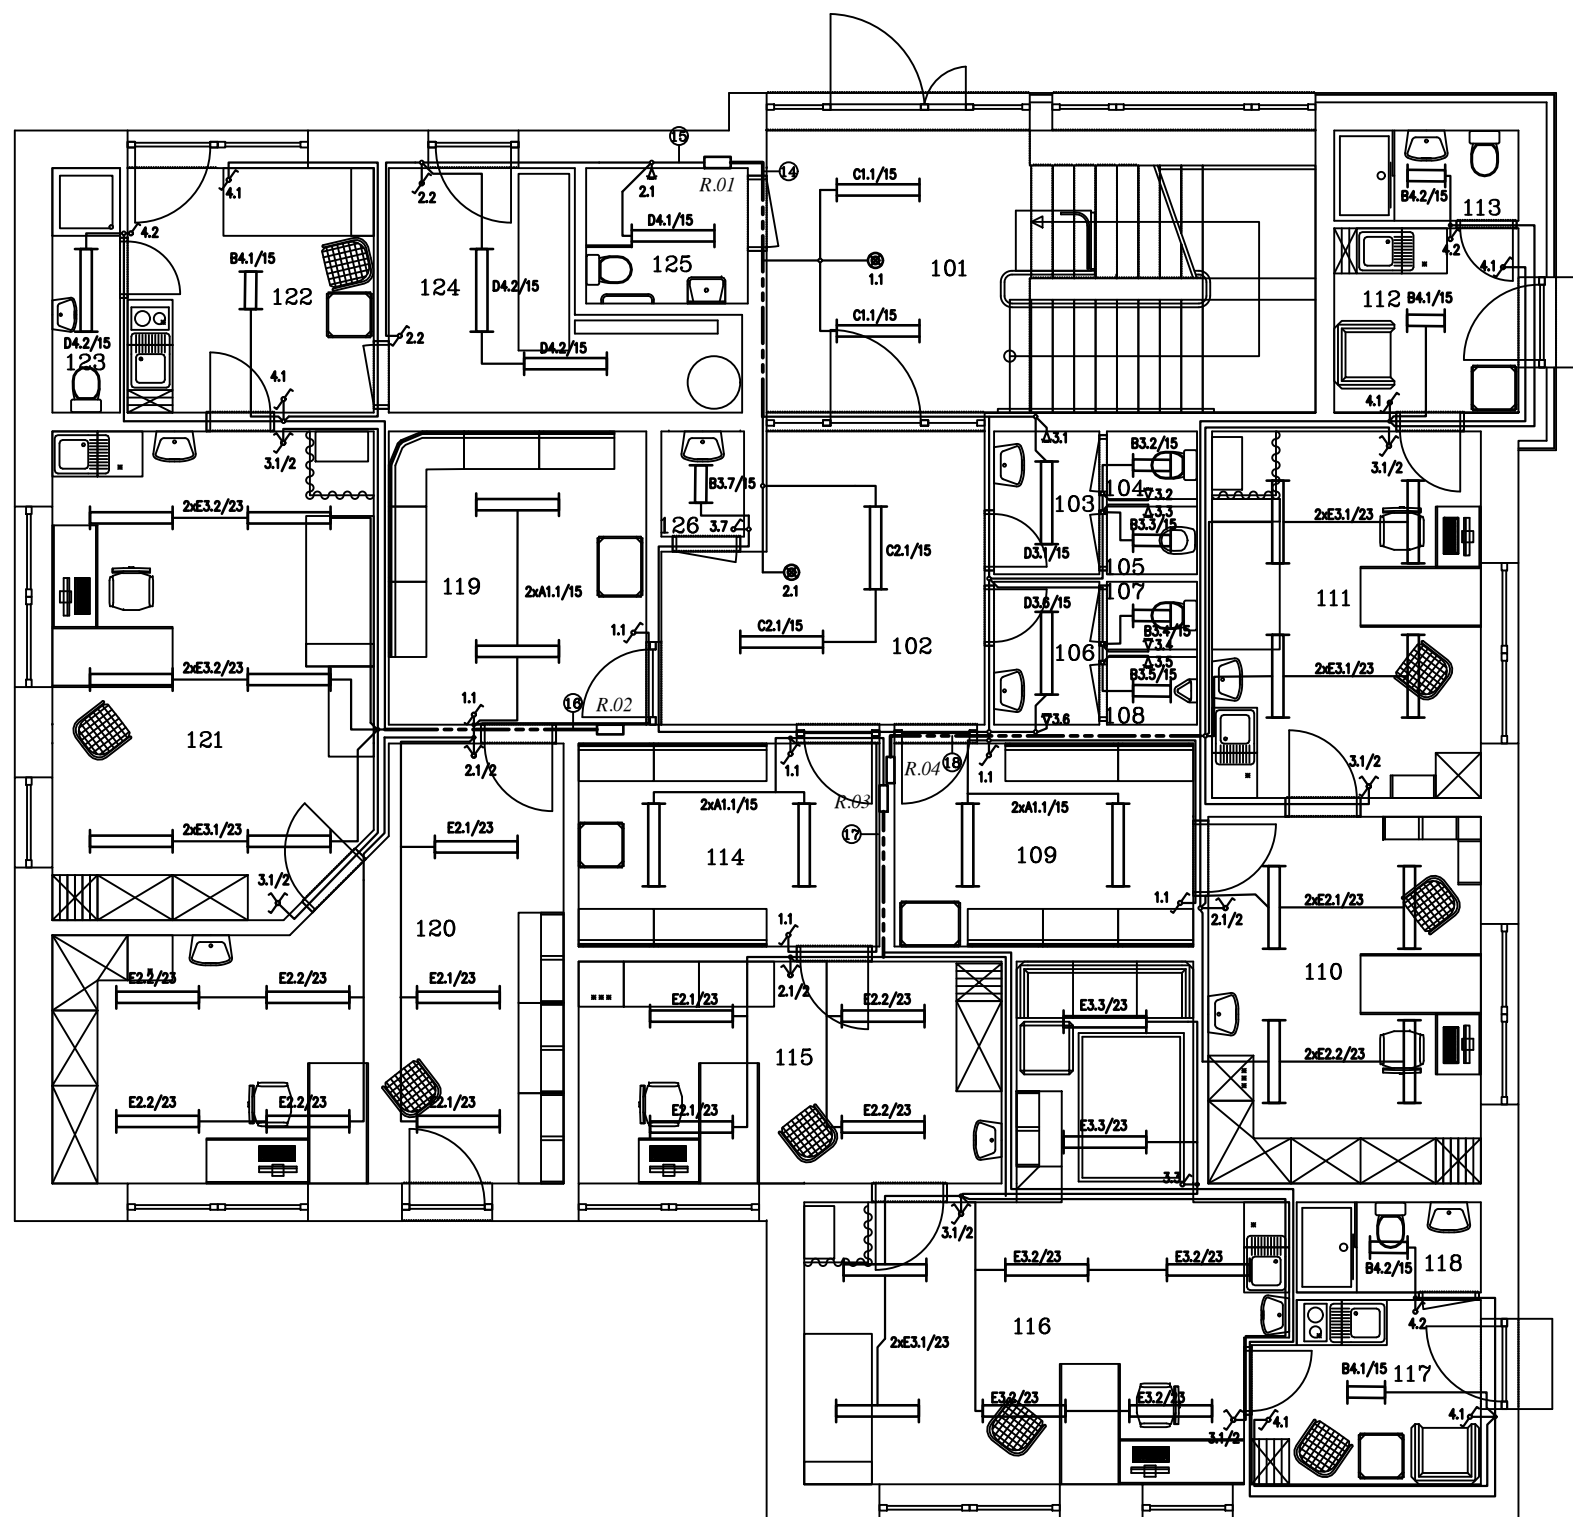 15
14
R.01
4.1
2.2
2.1
C1.1/15
B4.2/15
113
4.2
D4.1/15
4.2
B4.1/15
125
101
4.1
122
124
D4.2/15
1.1
112
B4.1/15
C1.1/15
2.2
D4.2/15
123
D4.2/15
4.1
4.1
3.1
B3.2/15
3.1/2
3.1/2
104
3.2
B3.7/15
103
3.3
2xE3.2/23
126
3.7
B3.3/15
2xE3.1/23
C2.1/15
D3.1/15
105
119
2xA1.1/15
2.1
107
111
D3.6/15
C2.1/15
1.1
B3.4/15
102
3.4
106
3.5
2xE3.2/23
B3.5/15
2xE3.1/23
R.02
16
1.1
108
3.6
121
2.1/2
1.1
18
1.1
R.04
3.1/2
R.03
2xA1.1/15
2xA1.1/15
2xE3.1/23
E2.1/23
17
114
109
3.1/2
1.1
2xE2.1/23
1.1
2.1/2
120
2.1/2
110
E2.2/23
E2.2/23
E2.1/23
E2.1/23
E2.2/23
E3.3/23
115
2xE2.2/23
E2.2/23
E2.2/23
E2.1/23
E2.1/23
E2.2/23
E3.3/23
3.3
3.1/2
E3.2/23
E3.2/23
B4.2/15
118
4.2
116
2xE3.1/23
B4.1/15
117
E3.2/23
E3.2/23
3.1/2
4.1
4.1